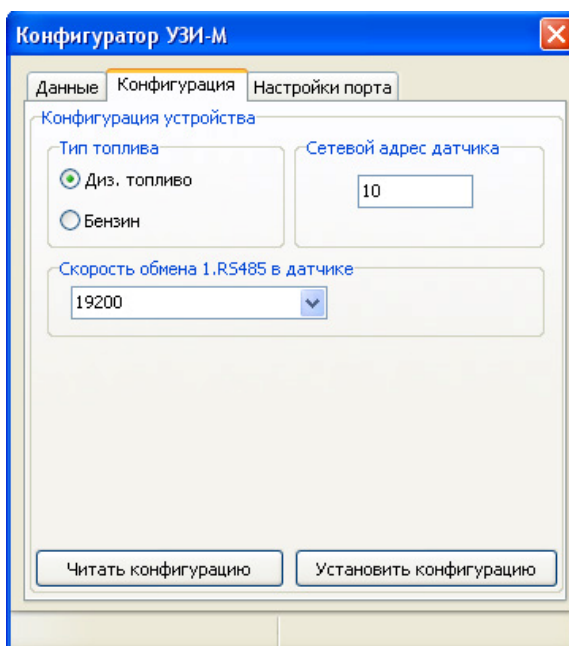 Конфигуратор УЗИ-М
Данные Конфигурация Настройки порта
Конфигурация устройства
Тип топлива Сетевой адрес датчика
Диз. топливо 10
Бензин
Скорость обмена 1.RS485 в датчике
19200
Читать конфигурацию Установить конфигурацию